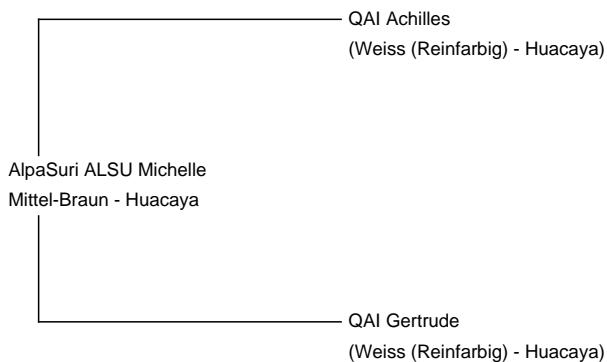 QAI Achilles
(Weiss (Reinfarbig) - Huacaya)
AlpaSuri ALSU Michelle
Mittel-Braun - Huacaya
QAI Gertrude
(Weiss (Reinfarbig) - Huacaya)